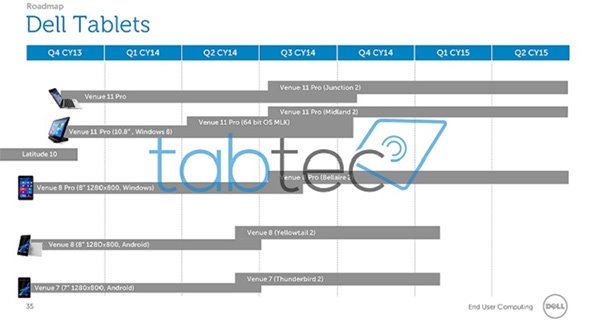 Roadmap
Dell Tablets
Q4 CY13 Q1 CY14 Q2 CY14 Q3 CY14 Q4 CY14 Q1 CY15 Q2 CY15
Venue 11 Pro (Junction 2)
Venue 11 Pro
Venue 11 Pro (Midland 2)
Venue 11 Pro (64 bit OS MLK)
Venue 11 Pro (10.8" , Windows 8)
Latitude 10
tabtec
Pro (Bellaire 2
Venue 8 Pro (8" 1280x800, Windows)
Venue 8 (Yellowtail 2)
Venue 8 (8" 1280x800, Android)
Venue 7 (Thunderbird 2)
Venue 7 (7" 1280x800, Android)
35
End User Computing
DELL